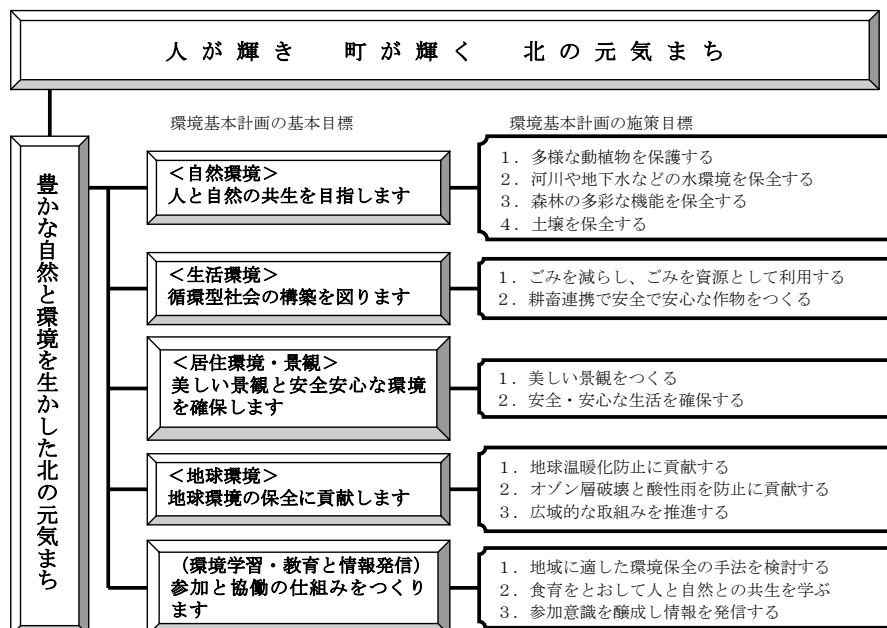 人が輝き　町が輝く　北の元気まち
環境基本計画の基本目標
環境基本計画の施策目標
豊かな自然と環境を生かした北の元気まち
＜自然環境＞
人と自然の共生を目指します
１．多様な動植物を保護する
２．河川や地下水などの水環境を保全する
３．森林の多彩な機能を保全する
４．土壌を保全する
＜生活環境＞
循環型社会の構築を図ります
１．ごみを減らし、ごみを資源として利用する
２．耕畜連携で安全で安心な作物をつくる
＜居住環境・景観＞
美しい景観と安全安心な環境
を確保します
１．美しい景観をつくる
２．安全・安心な生活を確保する
＜地球環境＞
地球環境の保全に貢献します
１．地球温暖化防止に貢献する
２．オゾン層破壊と酸性雨を防止に貢献する
３．広域的な取組みを推進する
（環境学習・教育と情報発信）
参加と協働の仕組みをつくり
ます
１．地域に適した環境保全の手法を検討する
２．食育をとおして人と自然との共生を学ぶ
３．参加意識を醸成し情報を発信する